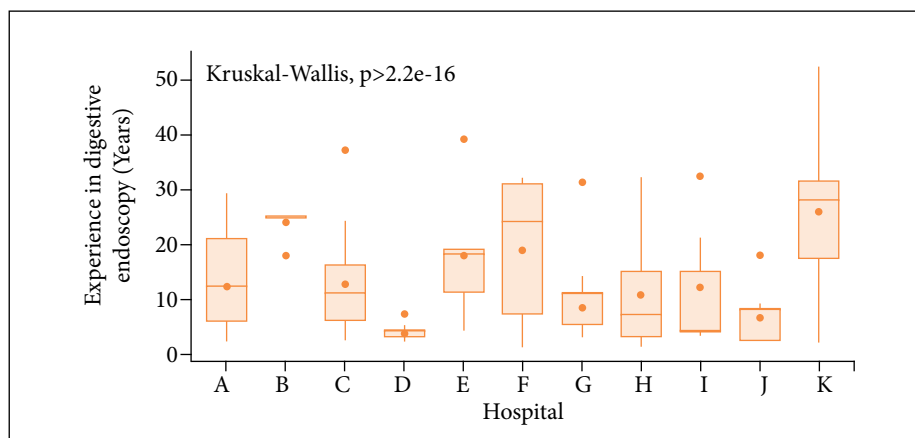 Kruskal-Wallis, p>2.2e-16
Experience in digestive
endoscopy (Years)
50
40
30
20
10
0
A B C D E F G H I J K
Hospital